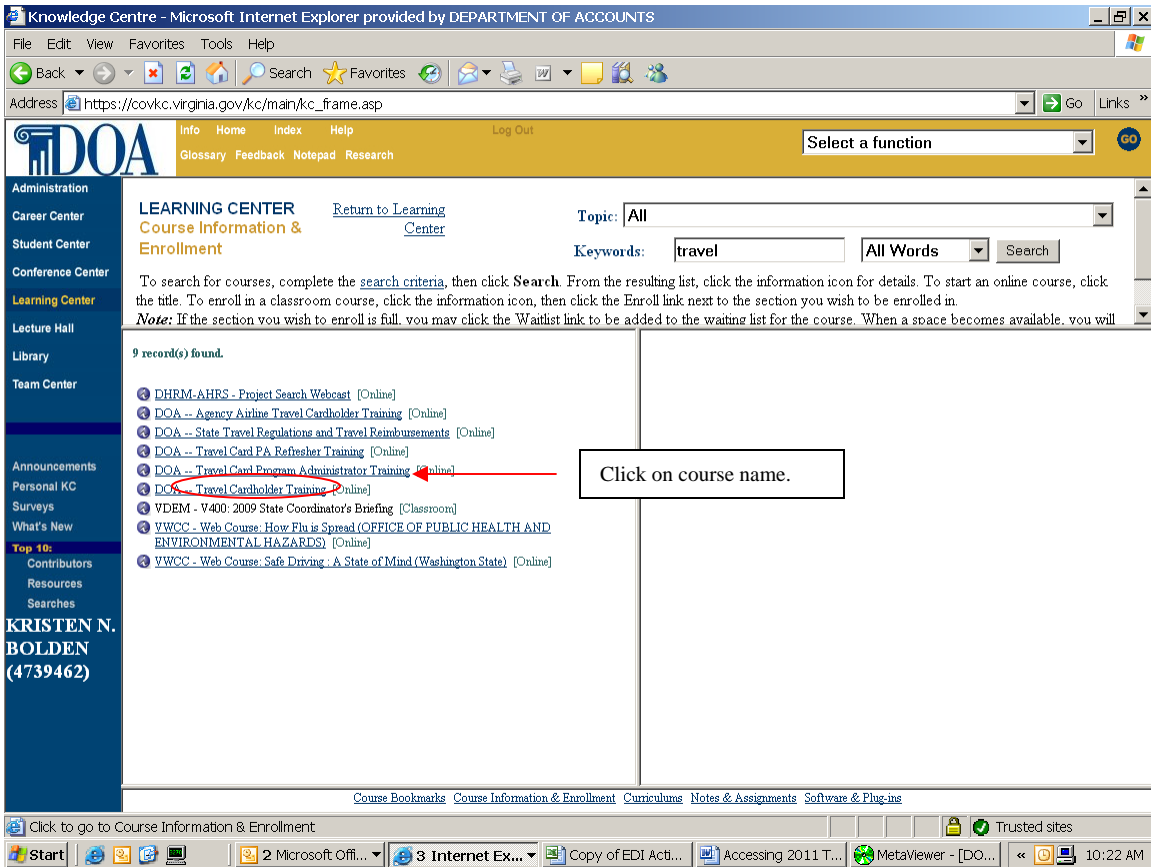 Knowledge Centre - Microsoft Internet Explorer provided by DEPARTMENT OF ACCOUNTS
File Edit View Favorites Tools Help
Back Search Favorites
Address https://covkc.virginia.gov/kc/main/kc_frame.asp Go Links »
DOA
Info Home Index Help Log Out
Glossary Feedback Notepad Research
Select a function GO
Administration
Career Center
Student Center
Conference Center
Learning Center
Lecture Hall
Library
Team Center
Announcements
Personal KC
Surveys
What's New
Top 10:
Contributors
Resources
Searches
KRISTEN N.
BOLDEN
(4739462)
LEARNING CENTER
Course Information &
Enrollment
Return to Learning
Center
Topic: All
Keywords: travel All Words Search
To search for courses, complete the search criteria, then click Search. From the resulting list, click the information icon for details. To start an online course, click
the title. To enroll in a classroom course, click the information icon, then click the Enroll link next to the section you wish to be enrolled in.
Note: If the section you wish to enroll is full, you may click the Waitlist link to be added to the waiting list for the course. When a space becomes available, you will
9 record(s) found.
DHRM-AHRS - Project Search Webcast [Online]
DOA -- Agency Airline Travel Cardholder Training [Online]
DOA -- State Travel Regulations and Travel Reimbursements [Online]
DOA -- Travel Card PA Refresher Training [Online]
DOA -- Travel Card Program Administrator Training [Online]
DOA -- Travel Cardholder Training [Online]
VDEM - V400: 2009 State Coordinator's Briefing [Classroom]
VWCC - Web Course: How Flu is Spread (OFFICE OF PUBLIC HEALTH AND
ENVIRONMENTAL HAZARDS) [Online]
VWCC - Web Course: Safe Driving : A State of Mind (Washington State) [Online]
Click on course name.
Course Bookmarks Course Information & Enrollment Curriculums Notes & Assignments Software & Plug-ins
Click to go to Course Information & Enrollment Trusted sites
Start 2 Microsoft Offi... 3 Internet Ex... Copy of EDI Acti... Accessing 2011 T... MetaViewer - [DO... « 10:22 AM